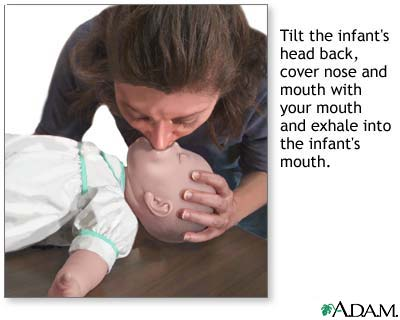 Tilt the infant's
head back,
cover nose and
mouth with
your mouth
and exhale into
the infant's
mouth.
A.D.A.M.